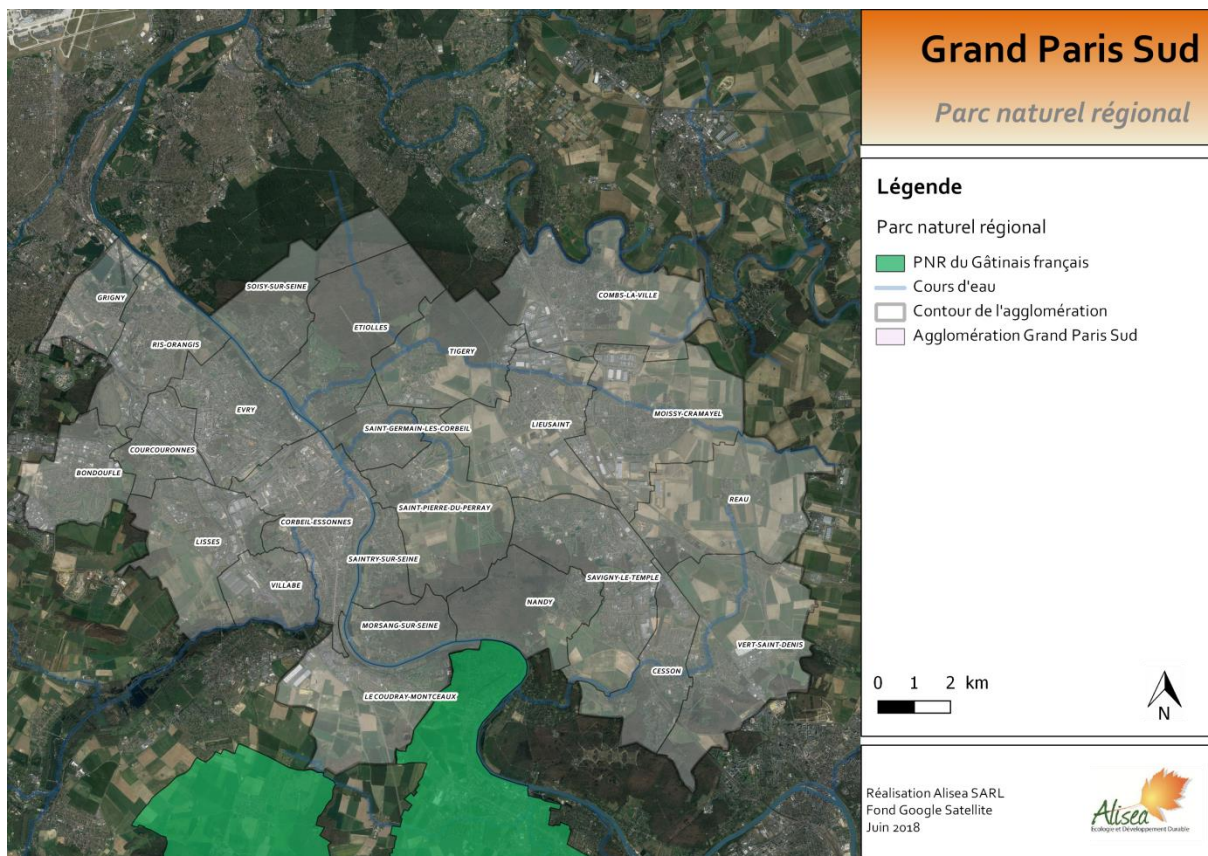 Grand Paris Sud
Parc naturel régional
Légende
Parc naturel régional
PNR du Gâtinais français
Cours d'eau
Contour de l'agglomération
Agglomération Grand Paris Sud
GRIGNY
SOISY-SUR-SEINE
COMBS-LA-VILLE
ETIOLLES
RIS-ORANGIS
TIGERY
EVRY
MOISSY-CRAMAYEL
SAINT-GERMAIN-LES-CORBEIL
LIEUSAINT
COURCOURONNES
BONDOUFLE
REAU
SAINT-PIERRE-DU-PERRAY
CORBEIL-ESSONNES
LISSES
SAINTRY-SUR-SEINE
SAVIGNY-LE-TEMPLE
VILLABE
NANDY
MORSANG-SUR-SEINE
VERT-SAINT-DENIS
CESSON
LE COUDRAY-MONTCEAUX
0 1 2 km
N
Réalisation Alisea SARL
Fond Google Satellite
Juin 2018
Alisea
Ecologie et Développement Durable